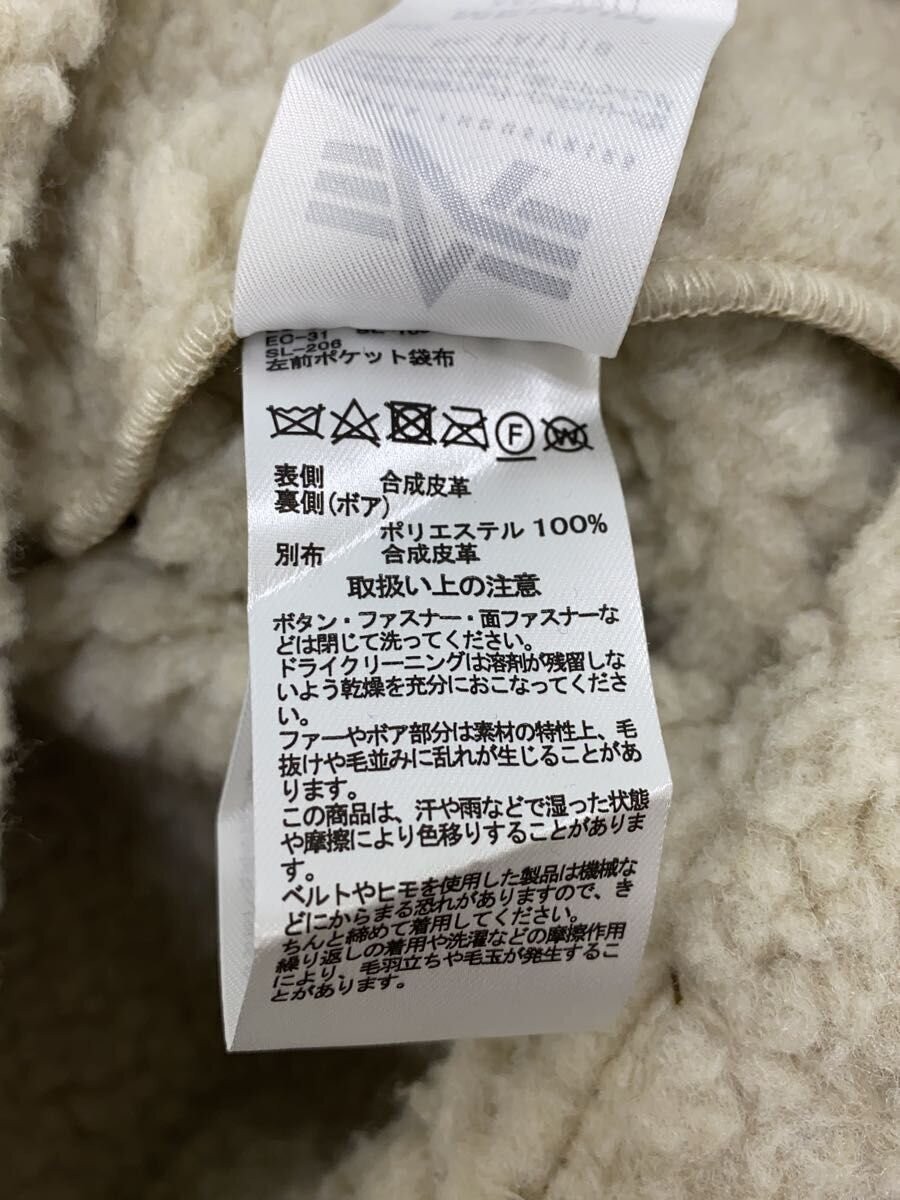 EC-31
SL-206
左前ポケット袋布
F
W
表側 合成皮革
裏側(ボア)
ポリエステル 100%
別布 合成皮革
取扱い上の注意
ボタン・ファスナー・面ファスナーな
どは閉じて洗ってください。
ドライクリーニングは溶剤が残留しな
いよう乾燥を充分におこなってくださ
い。
ファーやボア部分は素材の特性上、毛
抜けや毛並みに乱れが生じることがあ
ります。
この商品は、汗や雨などで湿った状態
や摩擦により色移りすることがありま
す。
ベルトやヒモを使用した製品は機械な
どにからまる恐れがありますので、き
ちんと締めて着用してください。
繰り返しの着用や洗濯などの摩擦作用
により、毛羽立ちや毛玉が発生するこ
とがあります。